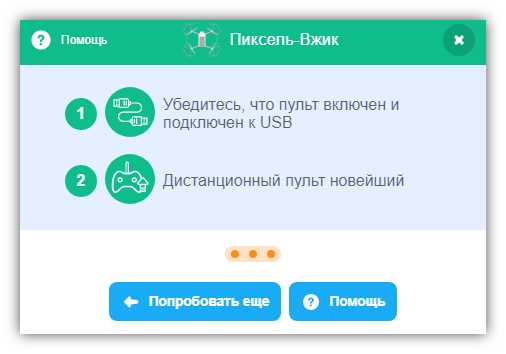 Помощь
Пиксель-Вжик
1
Убедитесь, что пульт включен и
подключен к USB
2
Дистанционный пульт новейший
Попробовать еще
Помощь